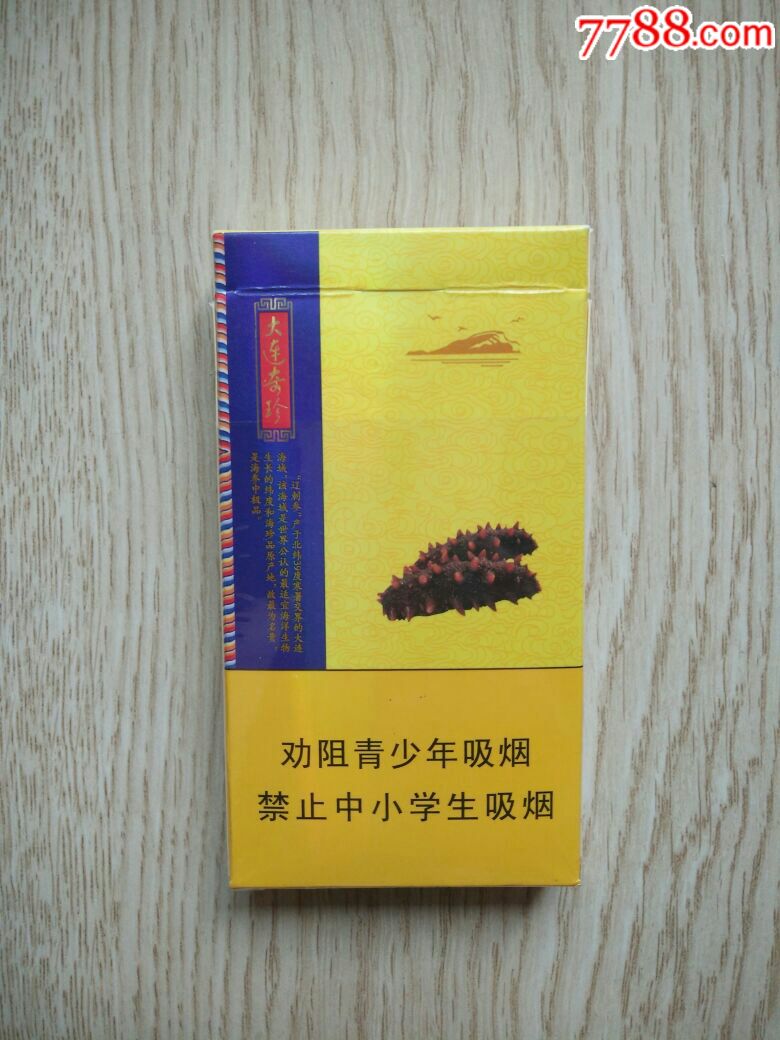 7788.com
大连奇珍
“辽刺参”产于北纬39度寒暑交界的大连
海域，该海域是世界公认的最适宜海洋生物
生长的纬度和海珍品原产地，故最为名贵，
是海参中极品。
劝阻青少年吸烟
禁止中小学生吸烟